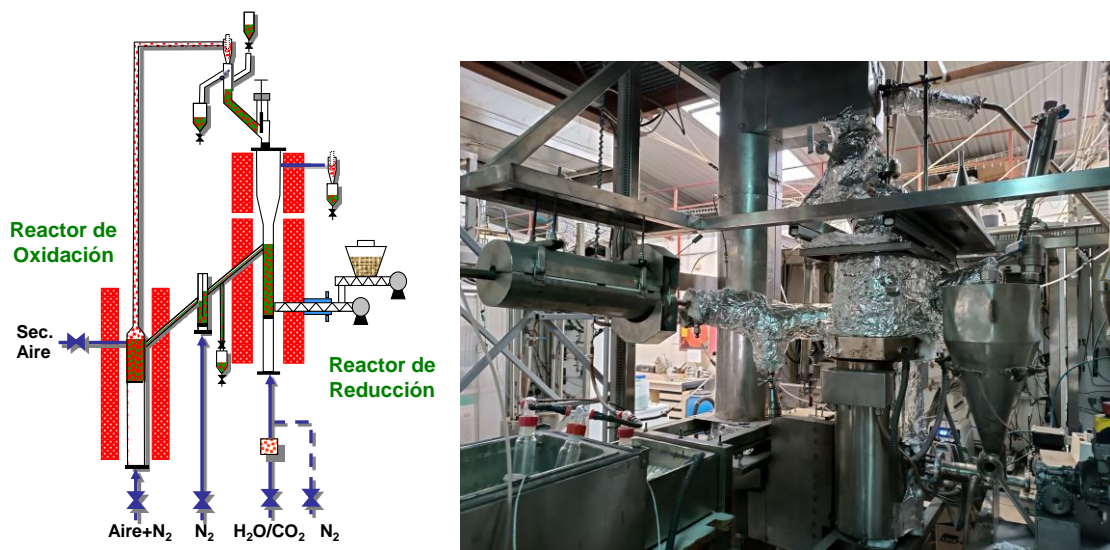 Reactor de
Oxidación
Sec.
Aire
Reactor de
Reducción
Aire+N₂ N₂ H₂O/CO₂ N₂